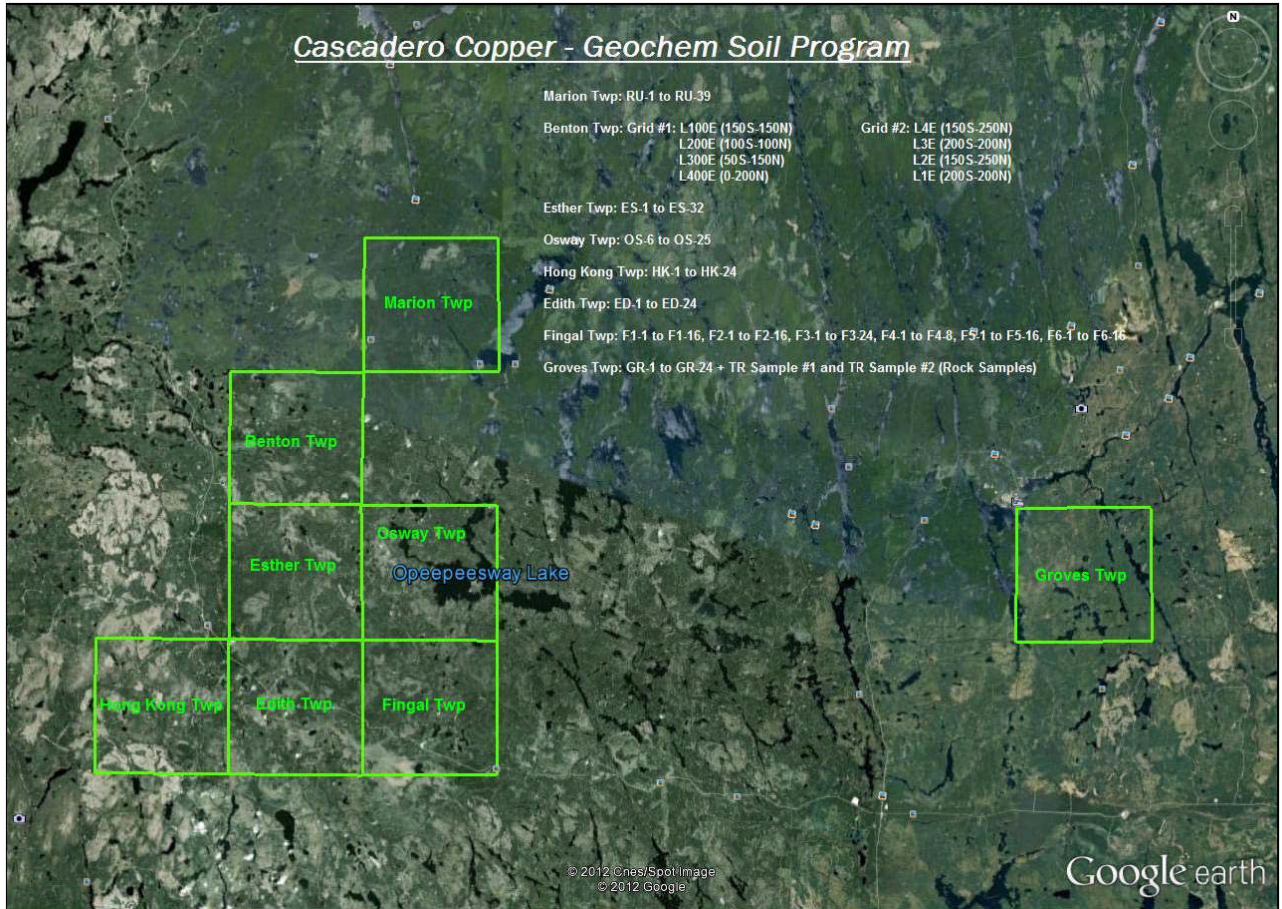 N
Cascadero Copper - Geochem Soil Program
Marion Twp: RU-1 to RU-39
Benton Twp: Grid #1: L100E (150S-150N) Grid #2: L4E (150S-250N)
L200E (100S-100N) L3E (200S-200N)
L300E (50S-150N) L2E (150S-250N)
L400E (0-200N) L1E (200S-200N)
Esther Twp: ES-1 to ES-32
Osway Twp: OS-6 to OS-25
Hong Kong Twp: HK-1 to HK-24
Edith Twp: ED-1 to ED-24
Fingal Twp: F1-1 to F1-16, F2-1 to F2-16, F3-1 to F3-24, F4-1 to F4-8, F5-1 to F5-16, F6-1 to F6-16
Groves Twp: GR-1 to GR-24 + TR Sample #1 and TR Sample #2 (Rock Samples)
Marion Twp
Benton Twp
Osway Twp
Esther Twp
Opeepeesway Lake
Groves Twp
Hong Kong Twp
Edith Twp
Fingal Twp
© 2012 Cnes/Spot Image
© 2012 Google
Google earth